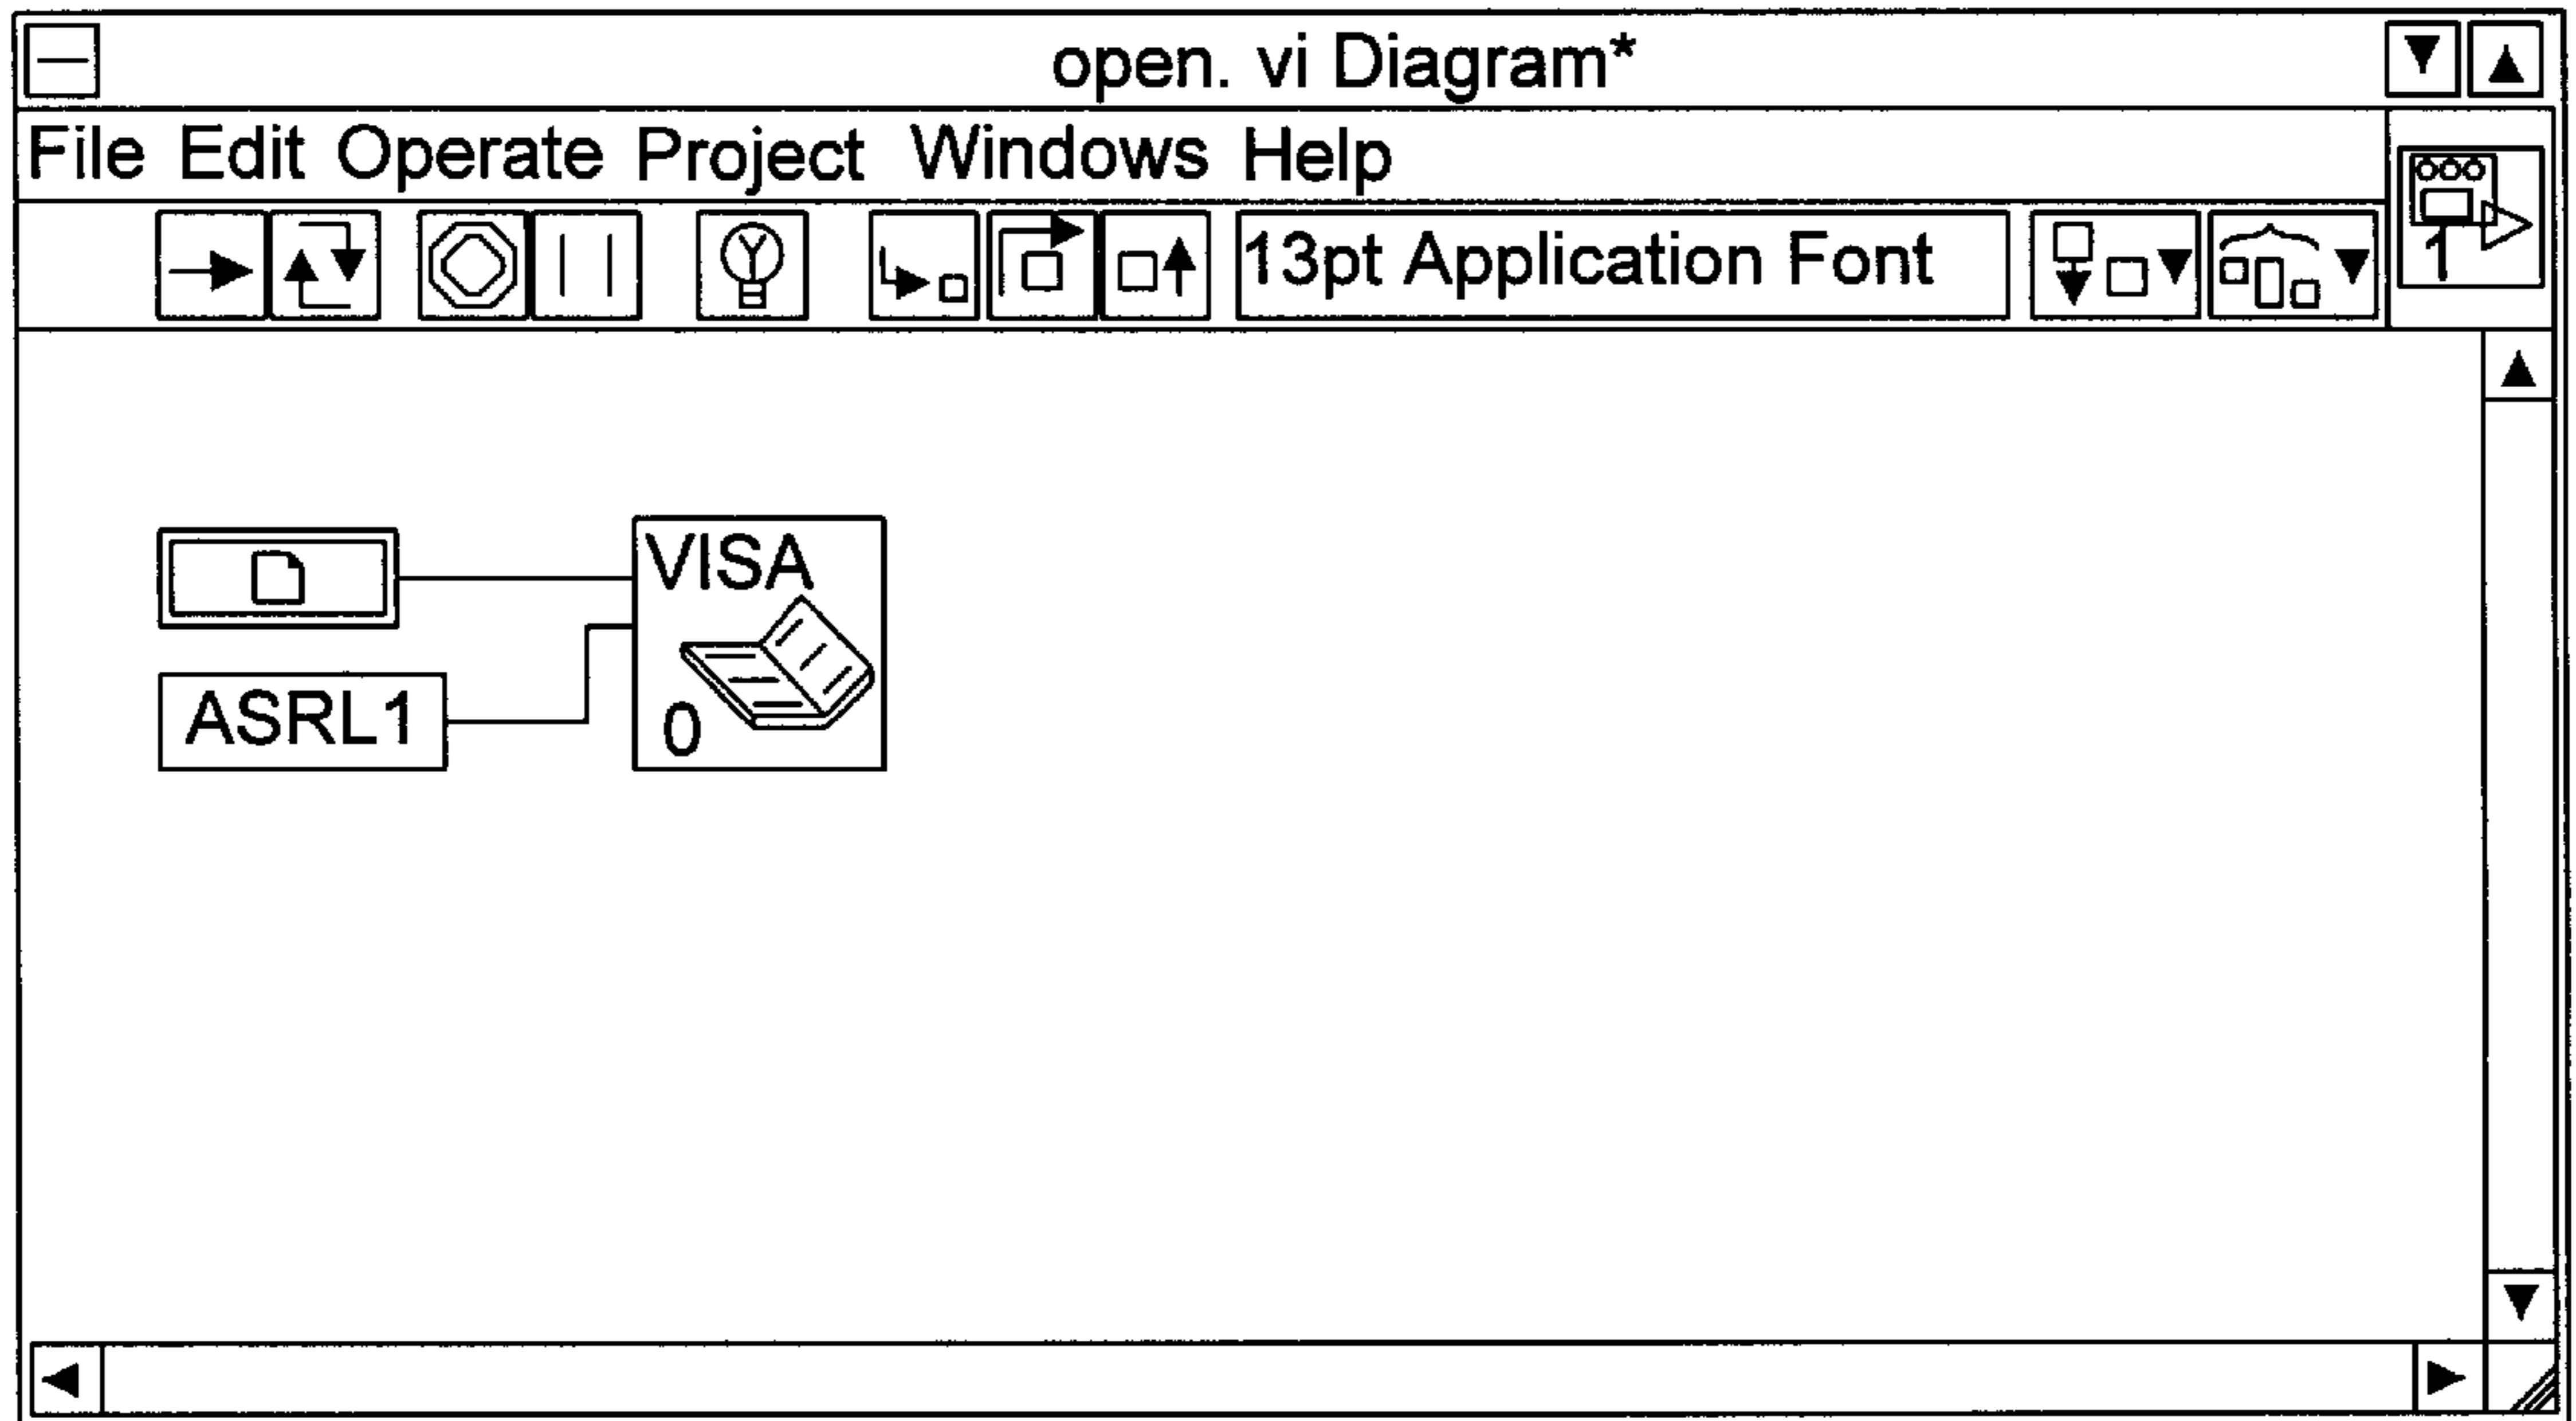 open. vi Diagram*
File Edit Operate Project Windows Help
13pt Application Font
1
VISA
0
ASRL1